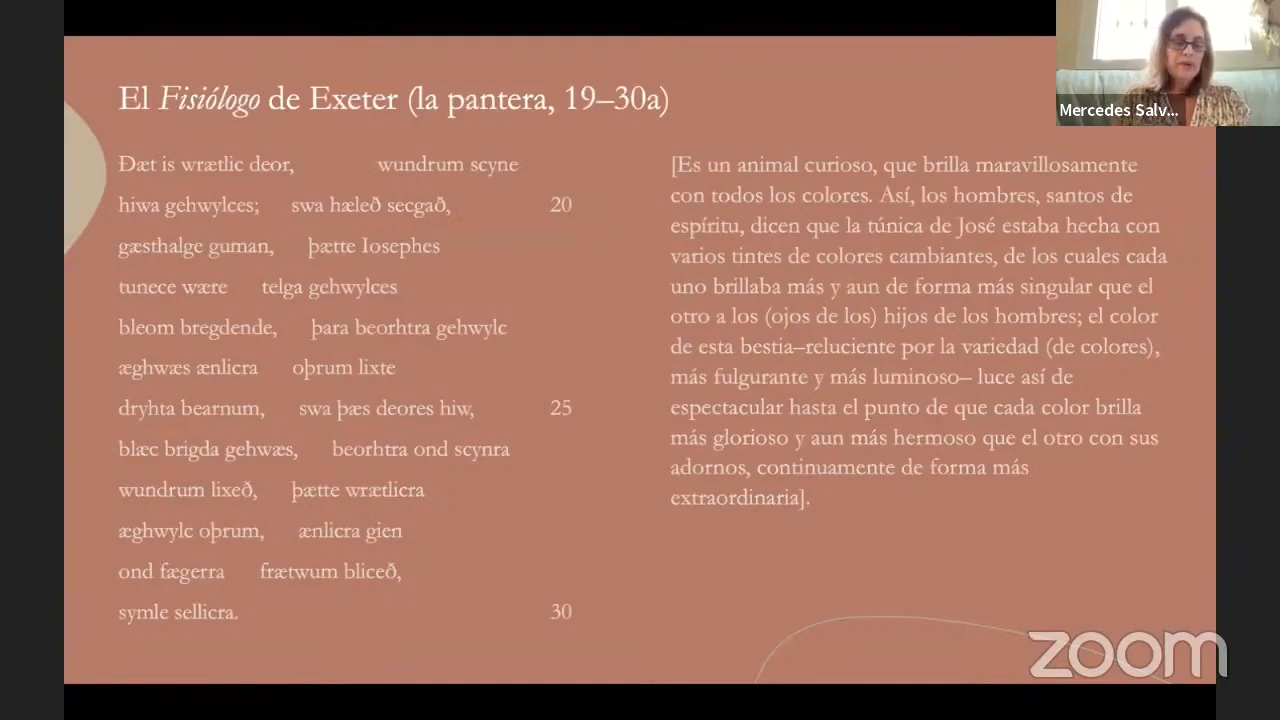 El Fisiólogo de Exeter (la pantera, 19–30a)
Ðæt is wrætlic deor, wundrum scyne
hiwa gehwylces; swa hæleð secgað, 20
gæsthalge guman, þætte Iosephes
tunece wære telga gehwylces
bleom bregdende, þara beorhtra gehwylc
æghwæs ænlicra oþrum lixte
dryhta bearnum, swa þæs deores hiw, 25
blæc brigda gehwæs, beorhtra ond scynra
wundrum lixeð, þætte wrætlicra
æghwylc oþrum, ænlicra gien
ond fægerra frætwum bliceð,
symle sellicra. 30
[Es un animal curioso, que brilla maravillosamente
con todos los colores. Así, los hombres, santos de
espíritu, dicen que la túnica de José estaba hecha con
varios tintes de colores cambiantes, de los cuales cada
uno brillaba más y aun de forma más singular que el
otro a los (ojos de los) hijos de los hombres; el color
de esta bestia–reluciente por la variedad (de colores),
más fulgurante y más luminoso– luce así de
espectacular hasta el punto de que cada color brilla
más glorioso y aun más hermoso que el otro con sus
adornos, continuamente de forma más
extraordinaria].
Mercedes Salv...
zoom